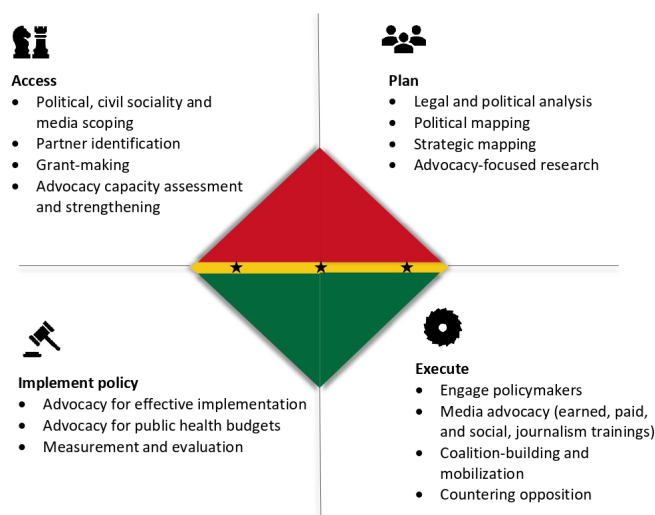 Access
• Political, civil sociality and
media scoping
• Partner identification
• Grant-making
• Advocacy capacity assessment
and strengthening
Plan
• Legal and political analysis
• Political mapping
• Strategic mapping
• Advocacy-focused research
Implement policy
• Advocacy for effective implementation
• Advocacy for public health budgets
• Measurement and evaluation
Execute
• Engage policymakers
• Media advocacy (earned, paid,
and social, journalism trainings)
• Coalition-building and
mobilization
• Countering opposition